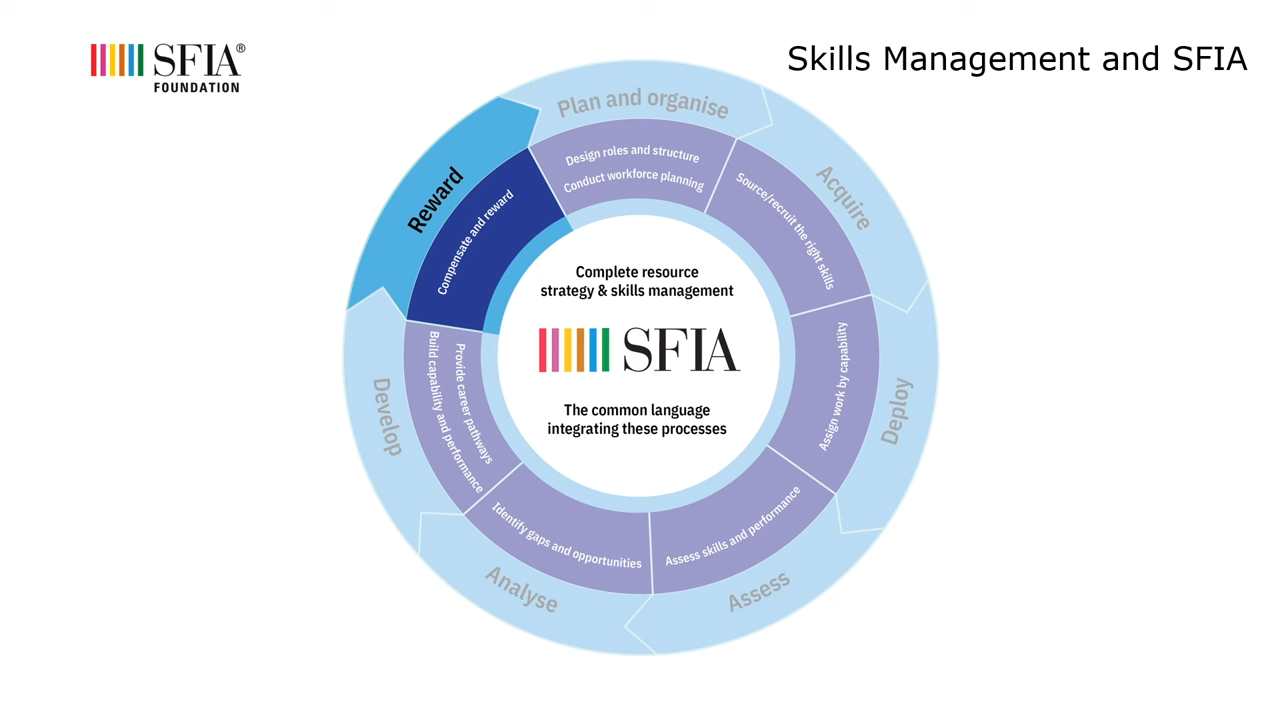 SFIA®
FOUNDATION
Skills Management and SFIA
Plan and organise
Design roles and structure
Conduct workforce planning
Acquire
Source/recruit the right skills
Deploy
Assign work by capability
Assess
Assess skills and performance
Analyse
Identify gaps and opportunities
Develop
Build capability and performance
Provide career pathways
Reward
Compensate and reward
Complete resource
strategy & skills management
SFIA
The common language
integrating these processes